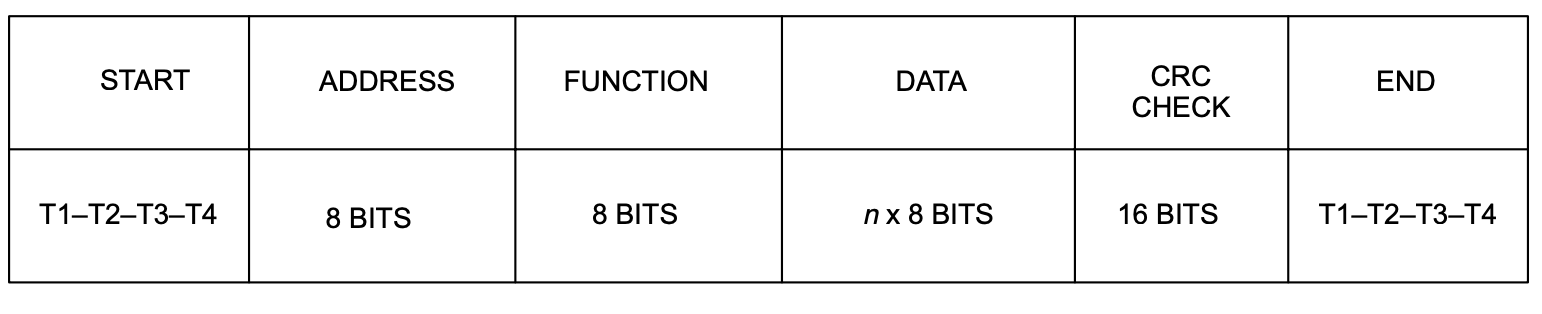 START ADDRESS FUNCTION DATA CRC CHECK END
T1–T2–T3–T4 8 BITS 8 BITS n x 8 BITS 16 BITS T1–T2–T3–T4